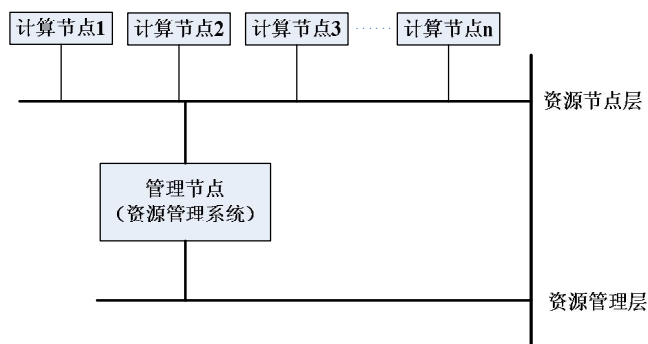 计算节点1
计算节点2
计算节点3
计算节点n
资源节点层
管理节点
（资源管理系统）
资源管理层